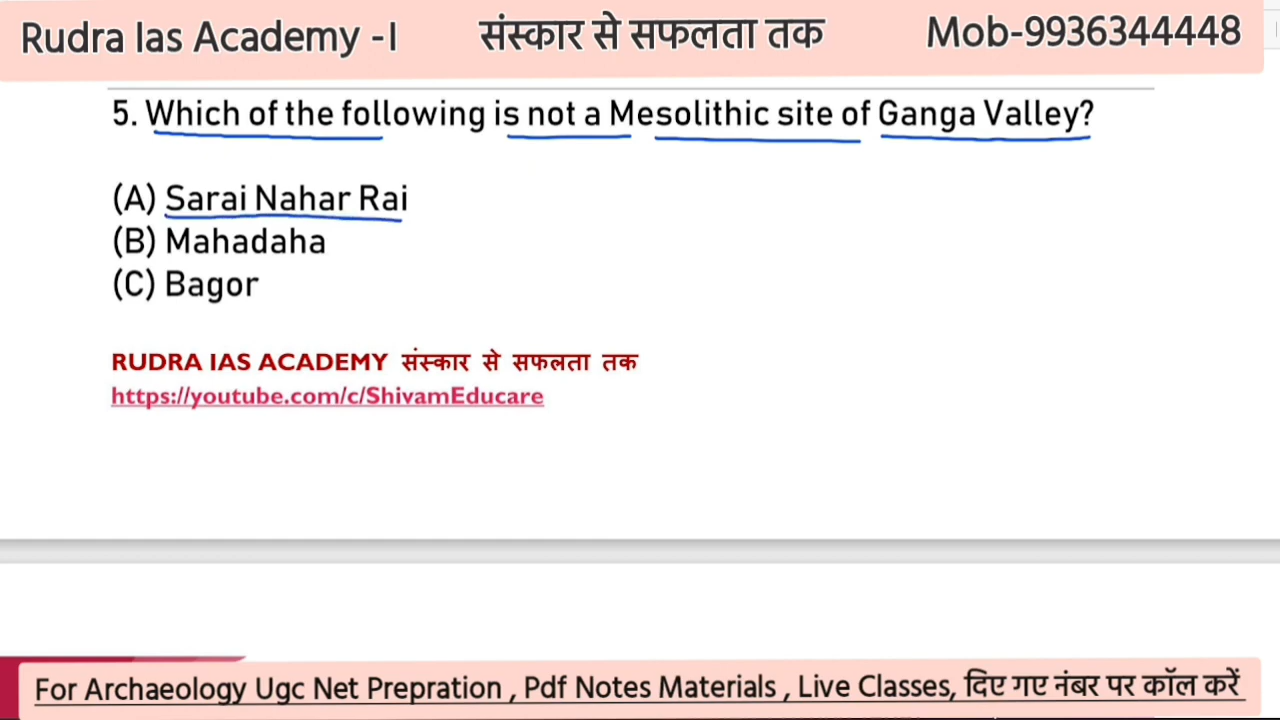 Rudra Ias Academy -I संस्कार से सफलता तक Mob-9936344448
5. Which of the following is not a Mesolithic site of Ganga Valley?
(A) Sarai Nahar Rai
(B) Mahadaha
(C) Bagor
RUDRA IAS ACADEMY संस्कार से सफलता तक
https://youtube.com/c/ShivamEducare
For Archaeology Ugc Net Prepration , Pdf Notes Materials , Live Classes, दिए गए नंबर पर कॉल करें